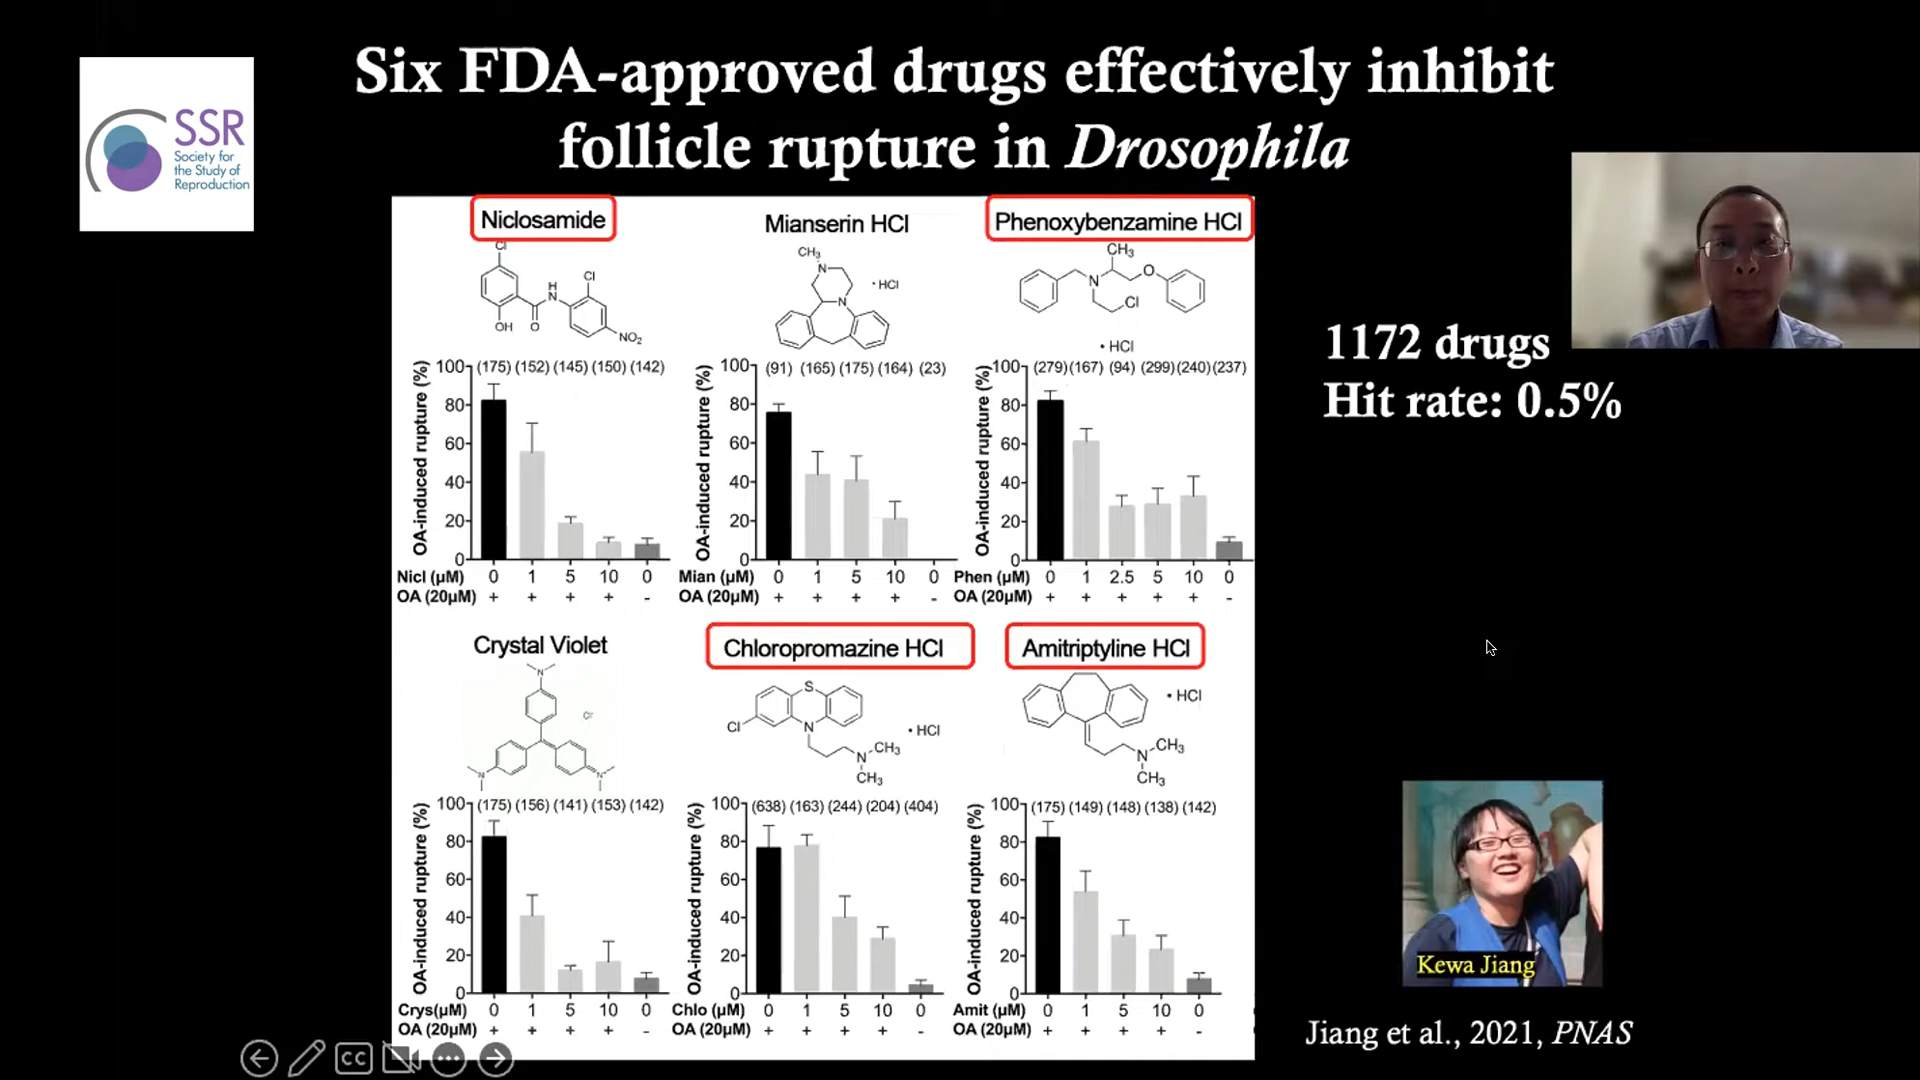 Six FDA-approved drugs effectively inhibit
follicle rupture in Drosophila
SSR
Society for
the Study of
Reproduction
Niclosamide
Cl
Cl
H
N
OH
O
NO2
OA-induced rupture (%)
100
80
60
40
20
0
(175) (152) (145) (150) (142)
Nicl (µM) 0 1 5 10 0
OA (20µM) + + + + -
Mianserin HCl
CH3
N
N
• HCl
OA-induced rupture (%)
100
80
60
40
20
0
(91) (165) (175) (164) (23)
Mian (µM) 0 1 5 10 0
OA (20µM) + + + + -
Phenoxybenzamine HCl
CH3
N
O
Cl
• HCl
OA-induced rupture (%)
100
80
60
40
20
0
(279) (167) (94) (299) (240) (237)
Phen (µM) 0 1 2.5 5 10 0
OA (20µM) + + + + + -
1172 drugs
Hit rate: 0.5%
Crystal Violet
N
Cl-
N
N+
OA-induced rupture (%)
100
80
60
40
20
0
(175) (156) (141) (153) (142)
Crys(µM) 0 1 5 10 0
OA (20µM) + + + + -
Chloropromazine HCl
S
Cl
N
• HCl
N
CH3
CH3
OA-induced rupture (%)
100
80
60
40
20
0
(638) (163) (244) (204) (404)
Chlo (µM) 0 1 5 10 0
OA (20µM) + + + + -
Amitriptyline HCl
• HCl
N
CH3
CH3
OA-induced rupture (%)
100
80
60
40
20
0
(175) (149) (148) (138) (142)
Amit (µM) 0 1 5 10 0
OA (20µM) + + + + -
Kewa Jiang
Jiang et al., 2021, PNAS
CC